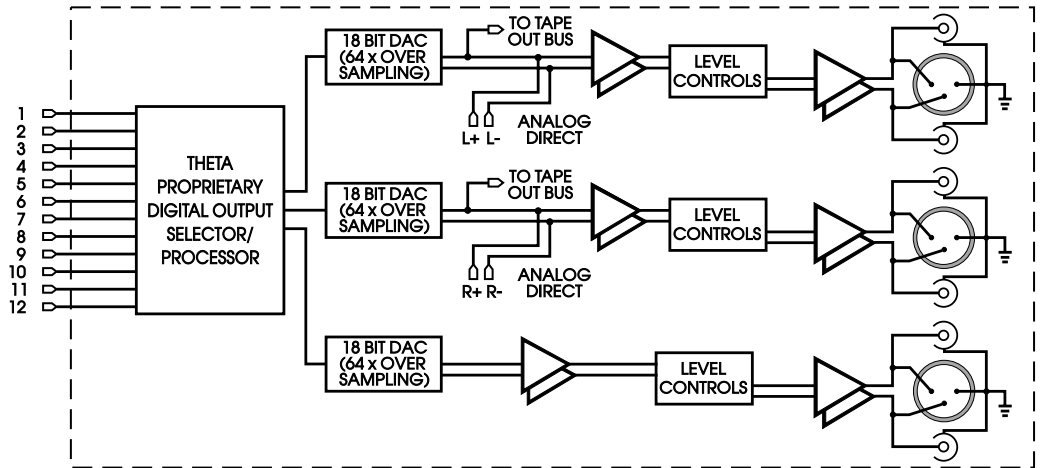 1
2
3
4
5
6
7
8
9
10
11
12
THETA
PROPRIETARY
DIGITAL OUTPUT
SELECTOR/
PROCESSOR
18 BIT DAC
(64 x OVER
SAMPLING)
TO TAPE
OUT BUS
L+ L-
ANALOG
DIRECT
LEVEL
CONTROLS
18 BIT DAC
(64 x OVER
SAMPLING)
TO TAPE
OUT BUS
R+ R-
ANALOG
DIRECT
LEVEL
CONTROLS
18 BIT DAC
(64 x OVER
SAMPLING)
LEVEL
CONTROLS